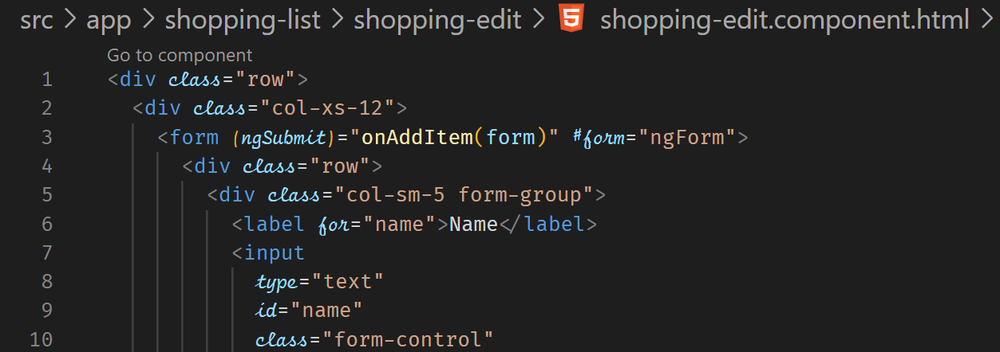 src > app > shopping-list > shopping-edit > shopping-edit.component.html >
Go to component
1 <div class="row">
2 <div class="col-xs-12">
3 <form (ngSubmit)="onAddItem(form)" #form="ngForm">
4 <div class="row">
5 <div class="col-sm-5 form-group">
6 <label for="name">Name</label>
7 <input
8 type="text"
9 id="name"
10 class="form-control"